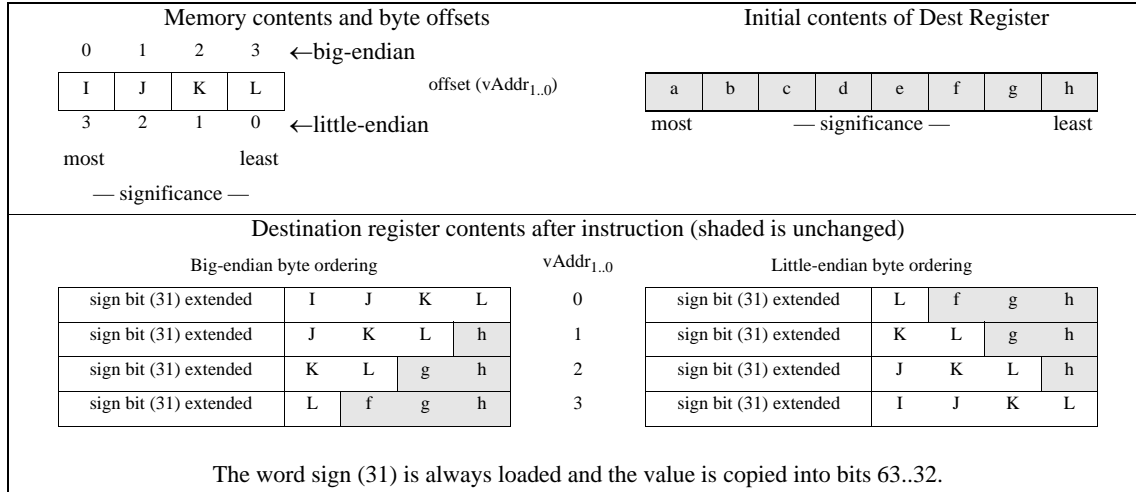 Memory contents and byte offsets
Initial contents of Dest Register
0 1 2 3 ←big-endian
I J K L
offset (vAddr1..0)
a b c d e f g h
3 2 1 0 ←little-endian
most — significance — least
most least
— significance —
Destination register contents after instruction (shaded is unchanged)
Big-endian byte ordering vAddr1..0 Little-endian byte ordering
sign bit (31) extended I J K L 0 sign bit (31) extended L f g h
sign bit (31) extended J K L h 1 sign bit (31) extended K L g h
sign bit (31) extended K L g h 2 sign bit (31) extended J K L h
sign bit (31) extended L f g h 3 sign bit (31) extended I J K L
The word sign (31) is always loaded and the value is copied into bits 63..32.